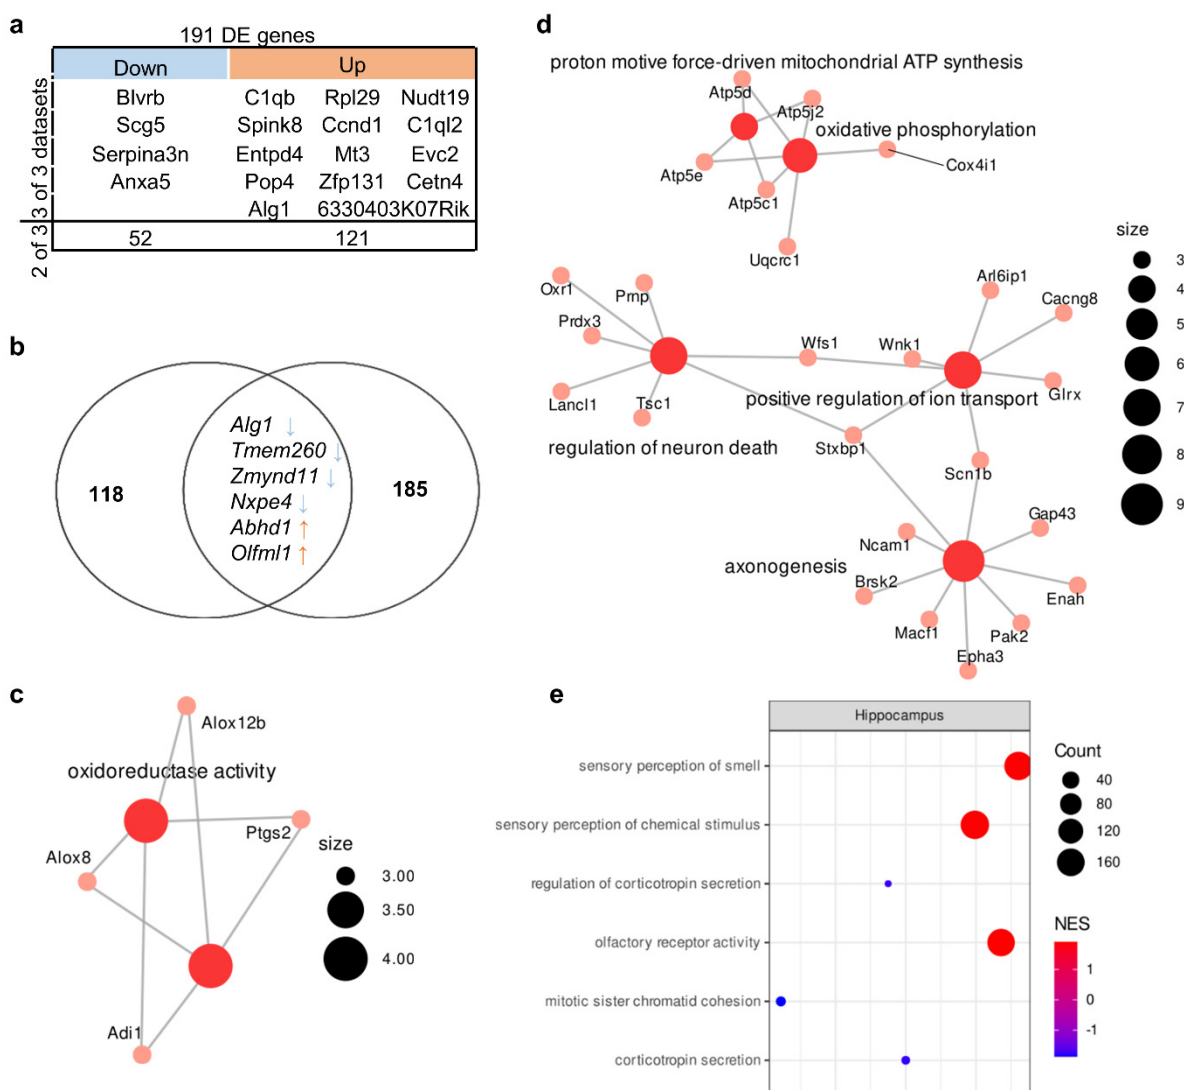 a
191 DE genes
Down Up
3 of 3 datasets
Blvrb C1qb Rpl29 Nudt19
Scg5 Spink8 Ccnd1 C1ql2
Serpina3n Entpd4 Mt3 Evc2
Anxa5 Pop4 Zfp131 Cetn4
Alg1 6330403K07Rik
2 of 3
52 121
b
118
Alg1 ↓
Tmem260 ↓
Zmynd11 ↓
Nxpe4 ↓
Abhd1 ↑
Olfml1 ↑
185
c
Alox12b
oxidoreductase activity
Ptgs2
Alox8
Adi1
size
3.00
3.50
4.00
d
proton motive force-driven mitochondrial ATP synthesis
Atp5d
Atp5j2
oxidative phosphorylation
Cox4i1
Atp5e
Atp5c1
Uqcrc1
Oxr1
Prnp
Prdx3
Lancl1
Tsc1
regulation of neuron death
Wfs1
Wnk1
Arl6ip1
Cacng8
Glrx
positive regulation of ion transport
Stxbp1
Scn1b
Gap43
Ncam1
axonogenesis
Brsk2
Enah
Macf1
Pak2
Epha3
size
3
4
5
6
7
8
9
e
Hippocampus
sensory perception of smell
sensory perception of chemical stimulus
regulation of corticotropin secretion
olfactory receptor activity
mitotic sister chromatid cohesion
corticotropin secretion
Count
40
80
120
160
NES
1
0
-1